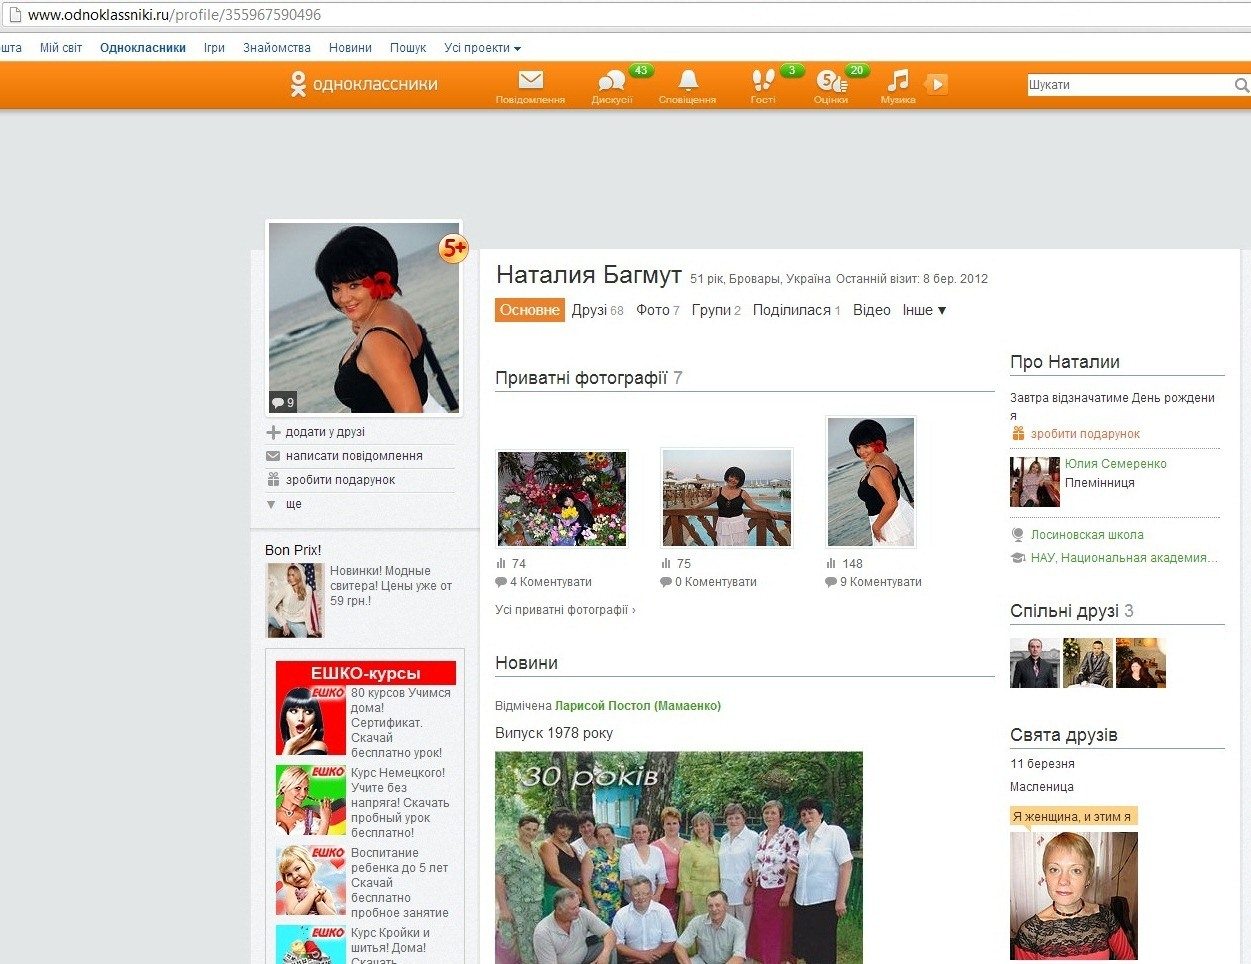 www.odnoklassniki.ru/profile/355967590496
шта Мій світ Однокласники Ігри Знайомства Новини Пошук Усі проекти
одноклассники
43
3
5
20
Повідомлення Дискусії Сповіщення Гості Оцінки Музика
Шукати
5+
9
додати у друзі
написати повідомлення
зробити подарунок
ще
Bon Prix!
Новинки! Модные
свитера! Цены уже от
59 грн.!
ЕШКО-курсы
ЕШКО
80 курсов Учимся
дома!
Сертификат.
Скачай
бесплатно урок!
ЕШКО
Курс Немецкого!
Учите без
напряга! Скачать
пробный урок
бесплатно!
ЕШКО
Воспитание
ребенка до 5 лет
Скачай
бесплатно
пробное занятие
ЕШКО
Курс Кройки и
шитья! Дома!
Скачать
Наталия Багмут 51 рік, Бровары, Україна Останній візит: 8 бер. 2012
Основне Друзі 68 Фото 7 Групи 2 Поділилася 1 Відео Інше ▼
Приватні фотографії 7
74
4 Коментувати
75
0 Коментувати
148
9 Коментувати
Усі приватні фотографії ›
Новини
Відмічена Ларисой Постол (Мамаенко)
Випуск 1978 року
30 років
Про Наталии
Завтра відзначатиме День рождени
я
зробити подарунок
Юлия Семеренко
Племінниця
Лосиновская школа
НАУ, Национальная академия...
Спільні друзі 3
Свята друзів
11 березня
Масленица
Я женщина, и этим я